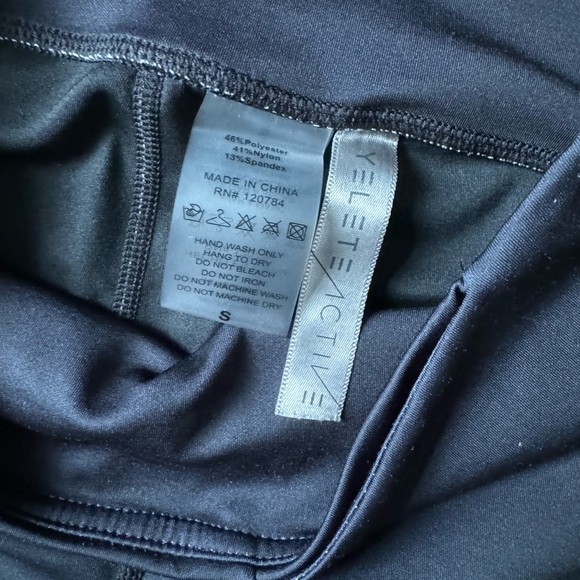 46%Polyester
41%Nylon
13%Spandex
MADE IN CHINA
RN# 120784
HAND WASH ONLY
HANG TO DRY
DO NOT BLEACH
DO NOT IRON
DO NOT MACHINE WASH
DO NOT MACHINE DRY
S
YELETE ACTIVE